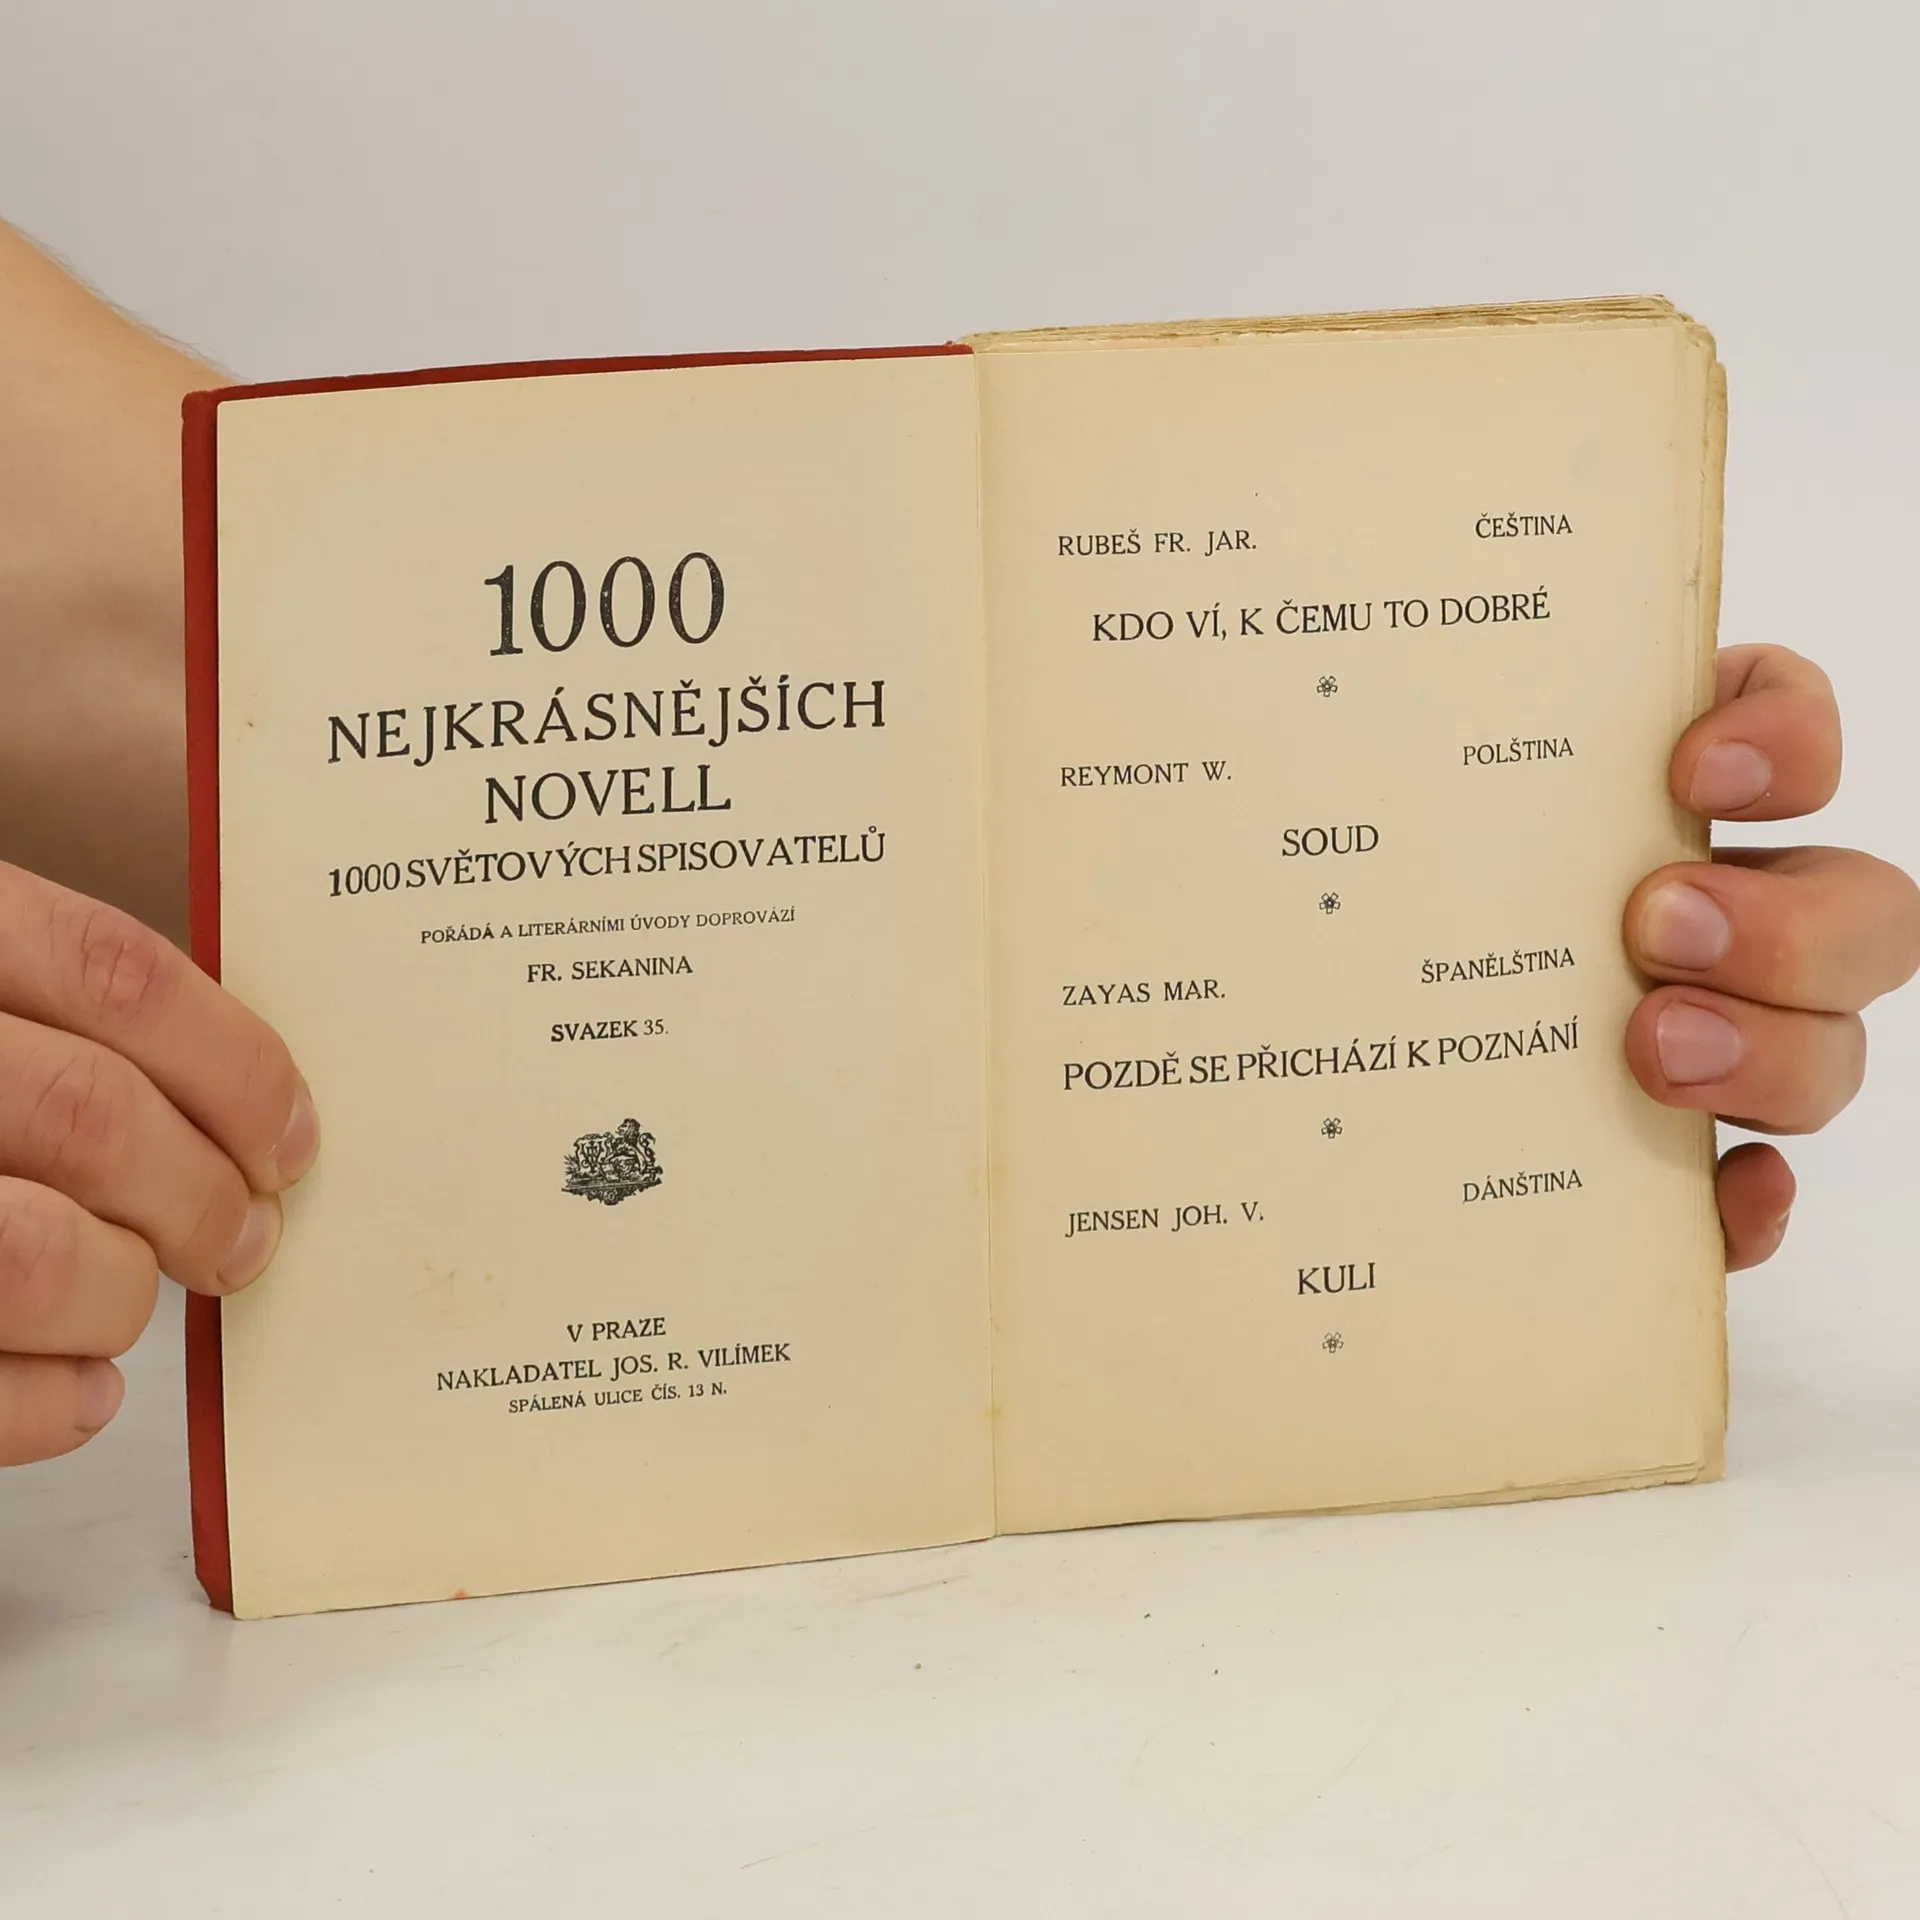 1000
NEJKRÁSNĚJŠÍCH
NOVELL
1000 SVĚTOVÝCH SPISOVATELŮ
POŘÁDÁ A LITERÁRNÍMI ÚVODY DOPROVÁZÍ
FR. SEKANINA
SVAZEK 35.
V PRAZE
NAKLADATEL JOS. R. VILÍMEK
SPÁLENÁ ULICE ČÍS. 13 N.
RUBEŠ FR. JAR. ČEŠTINA
KDO VÍ, K ČEMU TO DOBRÉ
REYMONT W. POLŠTINA
SOUD
ZAYAS MAR. ŠPANĚLŠTINA
POZDĚ SE PŘICHÁZÍ K POZNÁNÍ
JENSEN JOH. V. DÁNŠTINA
KULI